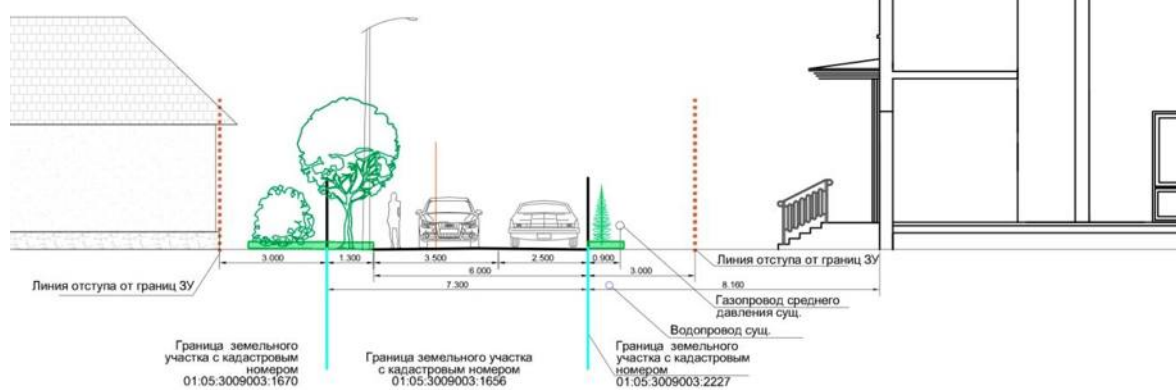 3.000
1.300
3.500
2.500
0.900
6.000
3.000
7.300
8.160
Линия отступа от границ ЗУ
Линия отступа от границ ЗУ
Газопровод среднего
давления сущ.
Водопровод сущ.
Граница земельного
участка с кадастровым
номером
01:05:3009003:1670
Граница земельного участка
с кадастровым номером
01:05:3009003:1656
Граница земельного
участка с кадастровым
номером
01:05:3009003:2227